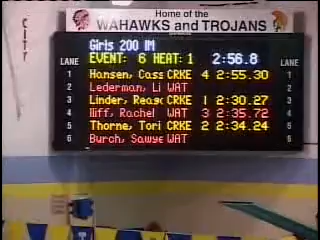 Home of the
WAHAWKS and TROJANS
CITY
Girls 200 IM
EVENT: 6 HEAT: 1 2:56.8
LANE LANE
1 Hansen, Cass CRKE 4 2:55.30 1
2 Lederman, Li WAT 2
3 Linder, Reag CRKE 1 2:30.27 3
4 Iliff, Rachel WAT 3 2:35.72 4
5 Thorne, Tori CRKE 2 2:34.24 5
6 Burch, Sawye WAT 6